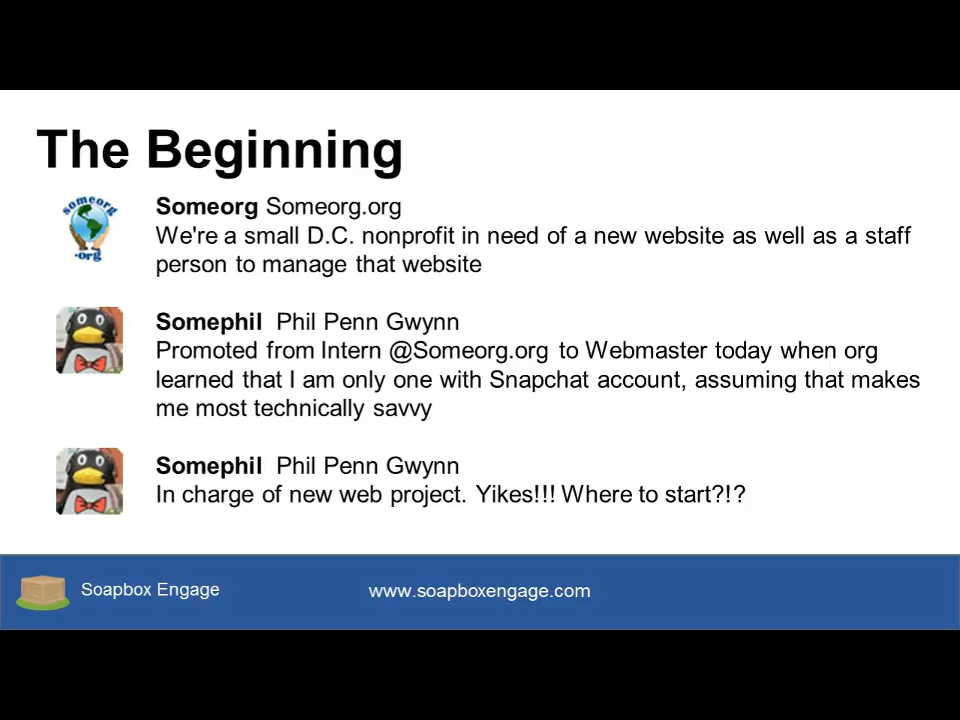 The Beginning
someorg
.org
Someorg Someorg.org
We're a small D.C. nonprofit in need of a new website as well as a staff
person to manage that website
Somephil Phil Penn Gwynn
Promoted from Intern @Someorg.org to Webmaster today when org
learned that I am only one with Snapchat account, assuming that makes
me most technically savvy
Somephil Phil Penn Gwynn
In charge of new web project. Yikes!!! Where to start?!?
Soapbox Engage
www.soapboxengage.com